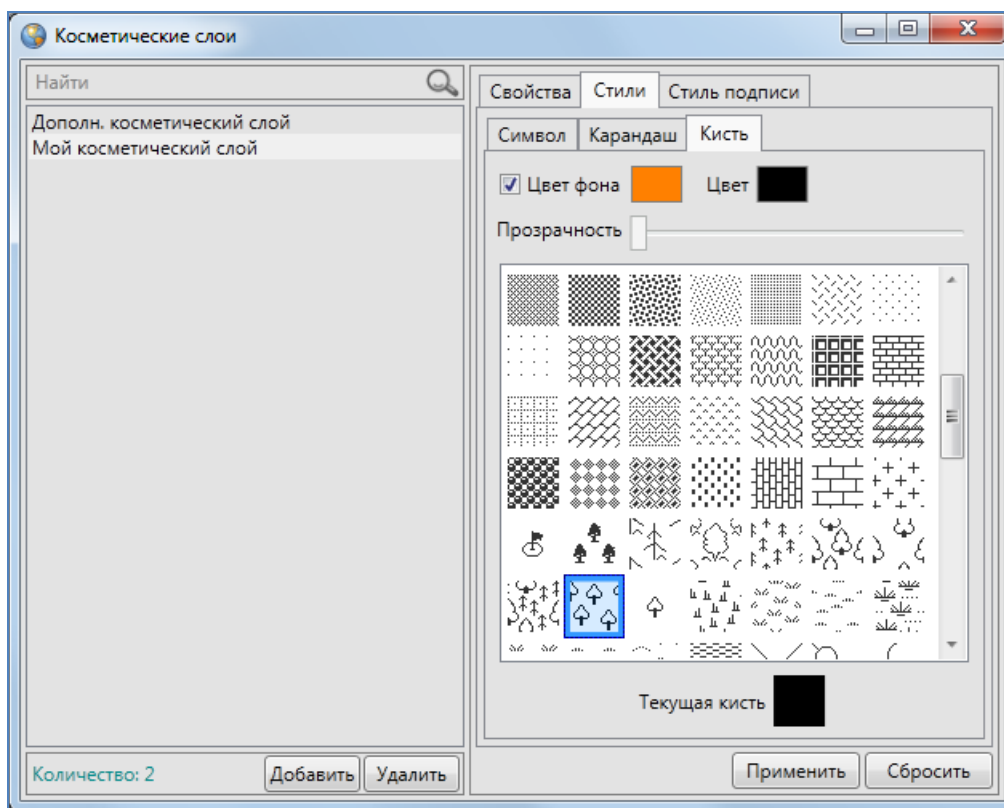 Косметические слои
Найти
Дополн. косметический слой
Мой косметический слой
Количество: 2
Добавить
Удалить
Свойства
Стили
Стиль подписи
Символ
Карандаш
Кисть
Цвет фона
Цвет
Прозрачность
Текущая кисть
Применить
Сбросить